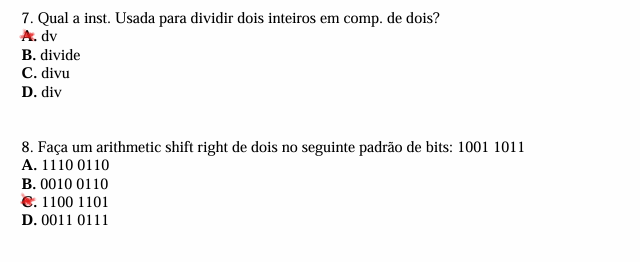 7. Qual a inst. Usada para dividir dois inteiros em comp. de dois?
A. dv
B. divide
C. divu
D. div
8. Faça um arithmetic shift right de dois no seguinte padrão de bits: 1001 1011
A. 1110 0110
B. 0010 0110
C. 1100 1101
D. 0011 0111